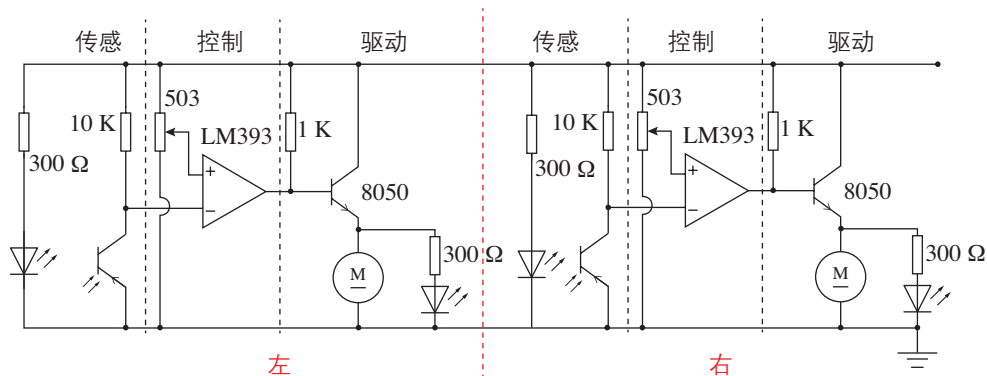 传感 控制 驱动 传感 控制 驱动
503 503
10 K LM393 1 K 10 K LM393 1 K
300 Ω 300 Ω
+ 8050 + 8050
− −
300 Ω 300 Ω
M M
左 右